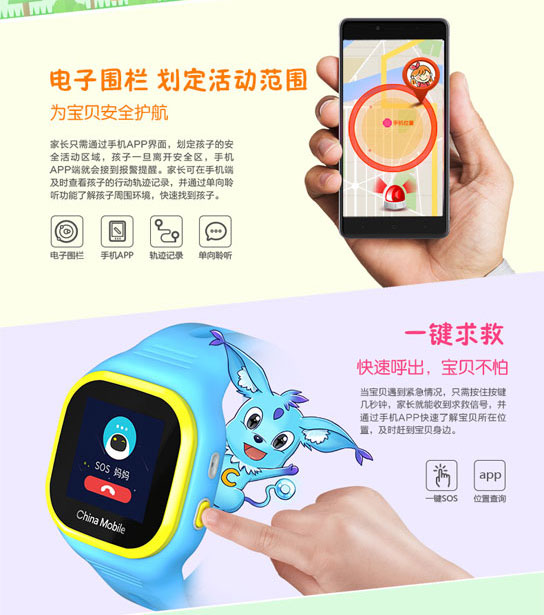 电子围栏 划定活动范围
为宝贝安全护航
家长只需通过手机APP界面，划定孩子的安
全活动区域，孩子一旦离开安全区，手机
APP端就会接到报警提醒。家长可在手机端
及时查看孩子的行动轨迹记录，并通过单向聆
听功能了解孩子周围环境，快速找到孩子。
电子围栏 手机APP 轨迹记录 单向聆听
手机位置
一键求救
快速呼出，宝贝不怕
当宝贝遇到紧急情况，只需按住按键
几秒钟，家长就能收到求救信号，并
通过手机APP快速了解宝贝所在位
置，及时赶到宝贝身边。
app
一键SOS 位置查询
SOS 妈妈
China Mobile
C